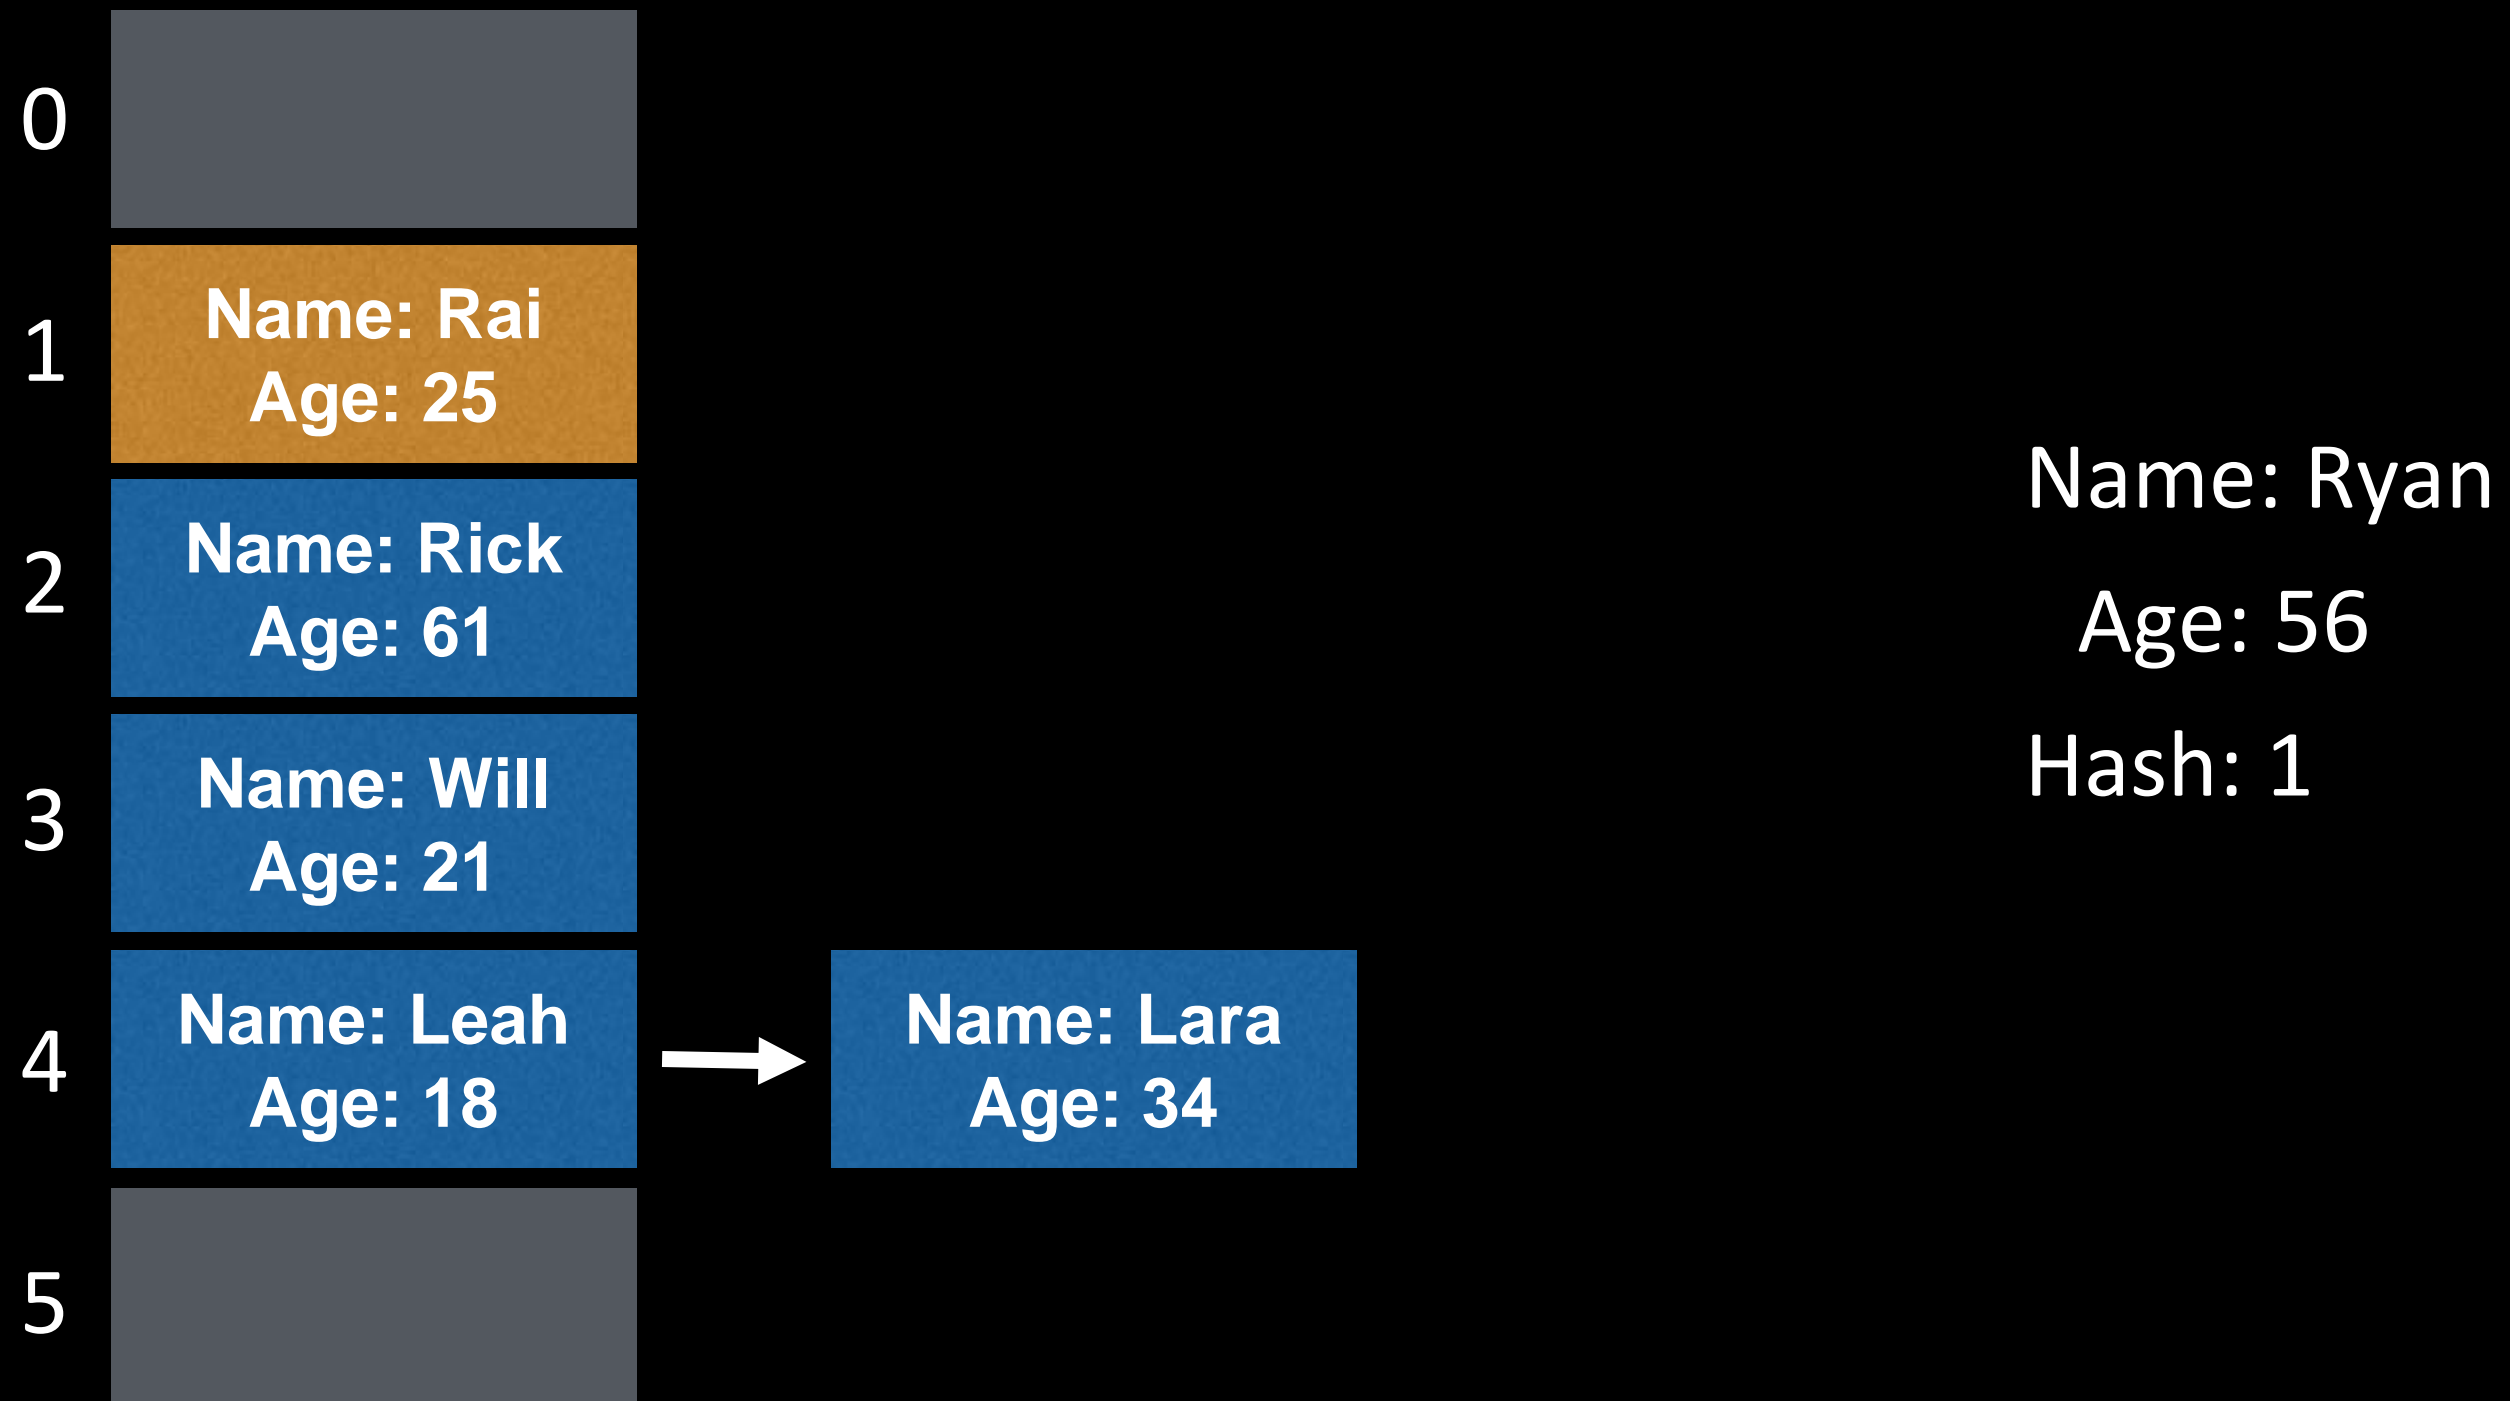 0
1
Name: Rai
Age: 25
2
Name: Rick
Age: 61
3
Name: Will
Age: 21
4
Name: Leah
Age: 18
Name: Lara
Age: 34
5
Name: Ryan
Age: 56
Hash: 1